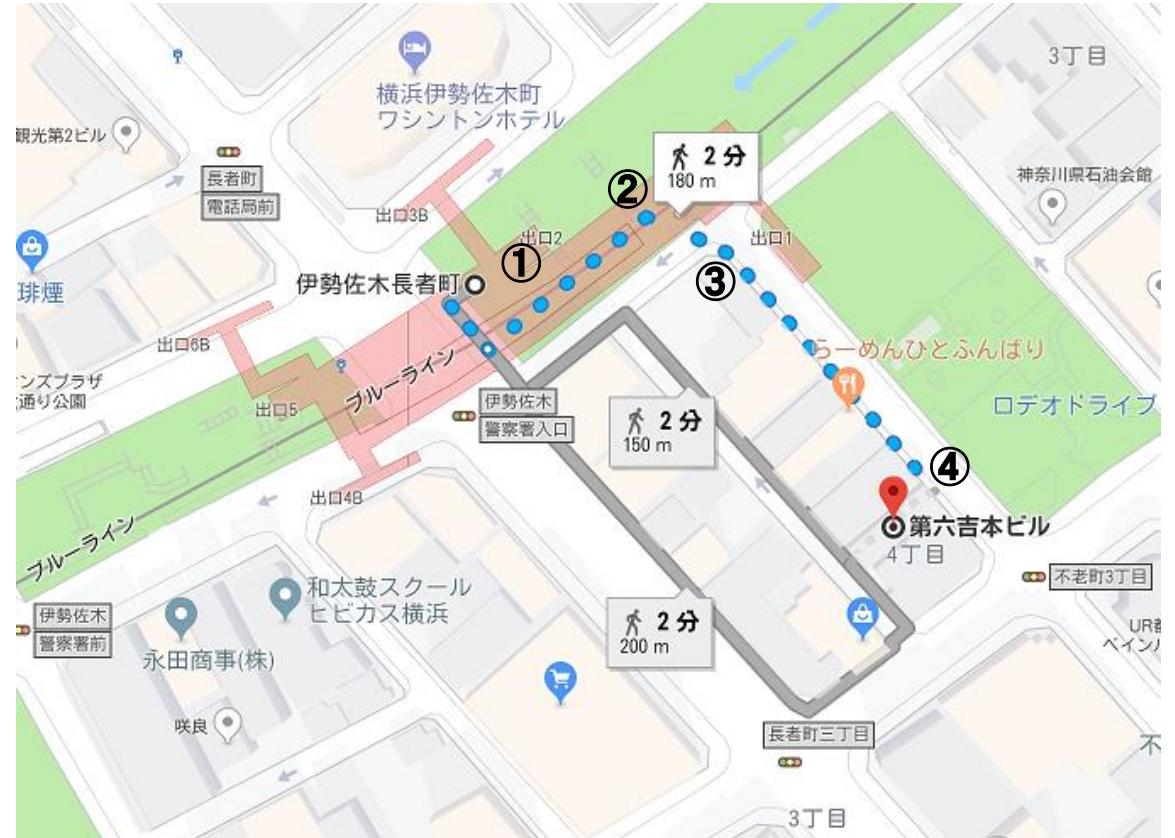 3丁目
横浜伊勢佐木町
ワシントンホテル
観光第2ビル
長者町
電話局前
2 分
180 m
神奈川県石油会館
②
出口3B
出口2
出口1
①
伊勢佐木長者町
③
琲煙
出口6B
らーめんひとふんばり
ンズプラザ
通り公園
ブルーライン
出口5
伊勢佐木
警察署入口
2 分
150 m
ロデオドライブ
④
出口4B
第六吉本ビル
4丁目
ブルーライン
和太鼓スクール
ヒビカス横浜
不老町3丁目
伊勢佐木
警察署前
2 分
200 m
永田商事(株)
咲良
長者町三丁目
3丁目
不